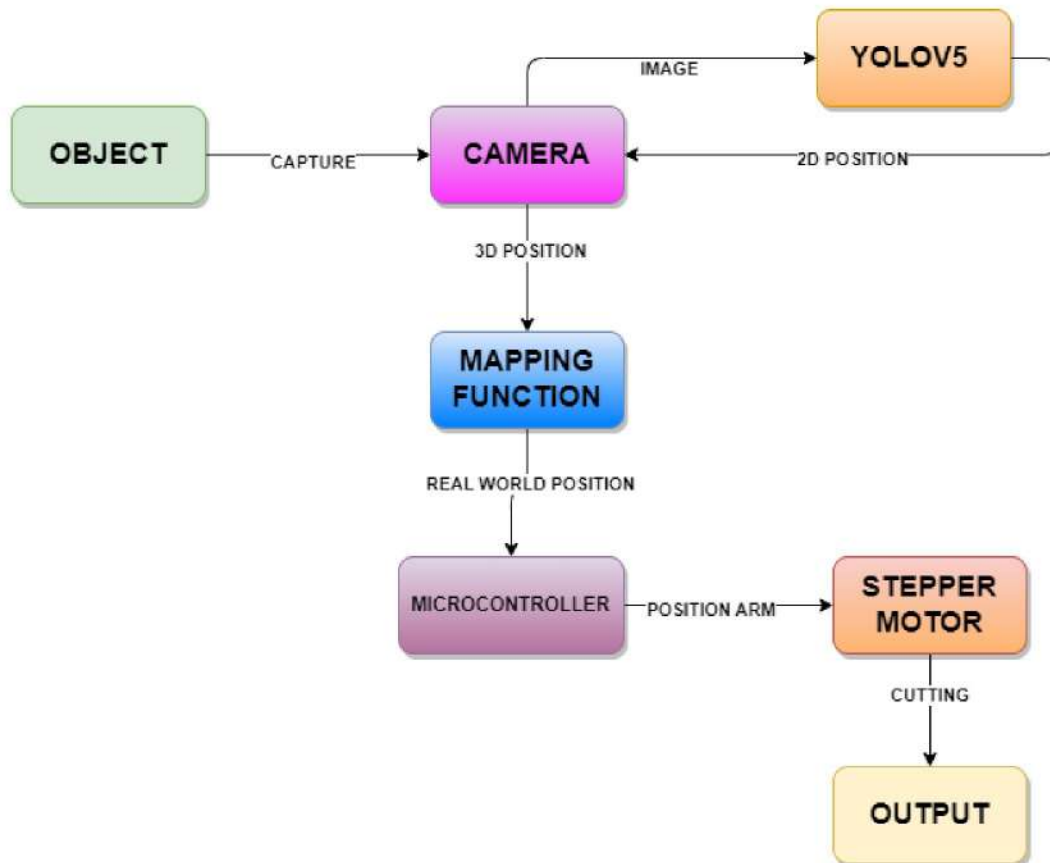 YOLOV5
IMAGE
OBJECT
CAPTURE
CAMERA
2D POSITION
3D POSITION
MAPPING
FUNCTION
REAL WORLD POSITION
MICROCONTROLLER
POSITION ARM
STEPPER
MOTOR
CUTTING
OUTPUT